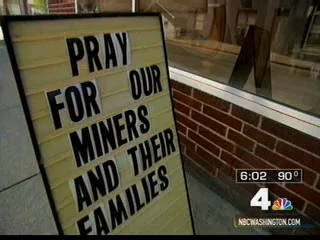 PRAY
FOR OUR
MINERS
AND THEIR
FAMILIES
6:02 90°
4
NBCWASHINGTON.COM